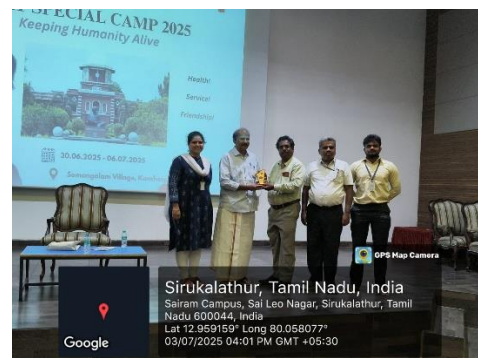 SPECIAL CAMP 2025
Keeping Humanity Alive
Health!
Service!
Friendship!
30.06.2025 - 06.07.2025
Village,
GPS Map Camera
Sirukalathur, Tamil Nadu, India
Sairam Campus, Sai Leo Nagar, Sirukalathur, Tamil
Nadu 600044, India
Lat 12.959159° Long 80.058077°
03/07/2025 04:01 PM GMT +05:30
Google